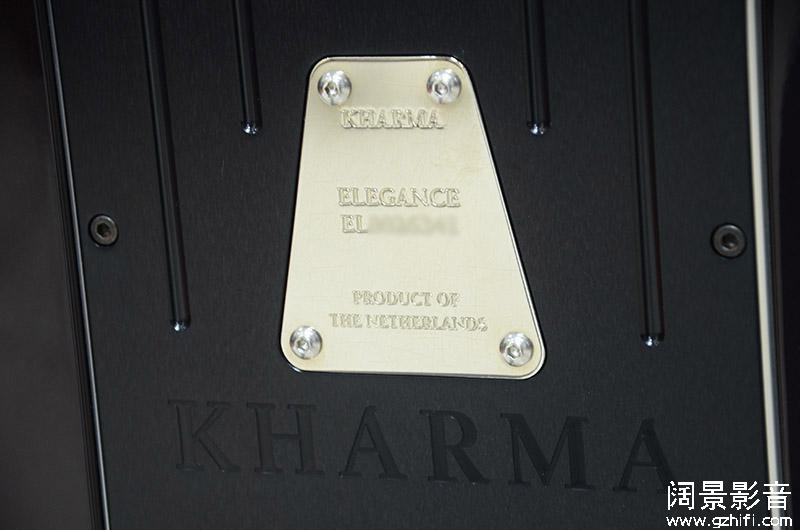 KHARMA
ELEGANCE
EL
PRODUCT OF
THE NETHERLANDS
KHARMA
阔景影音
www.gzhifi.com